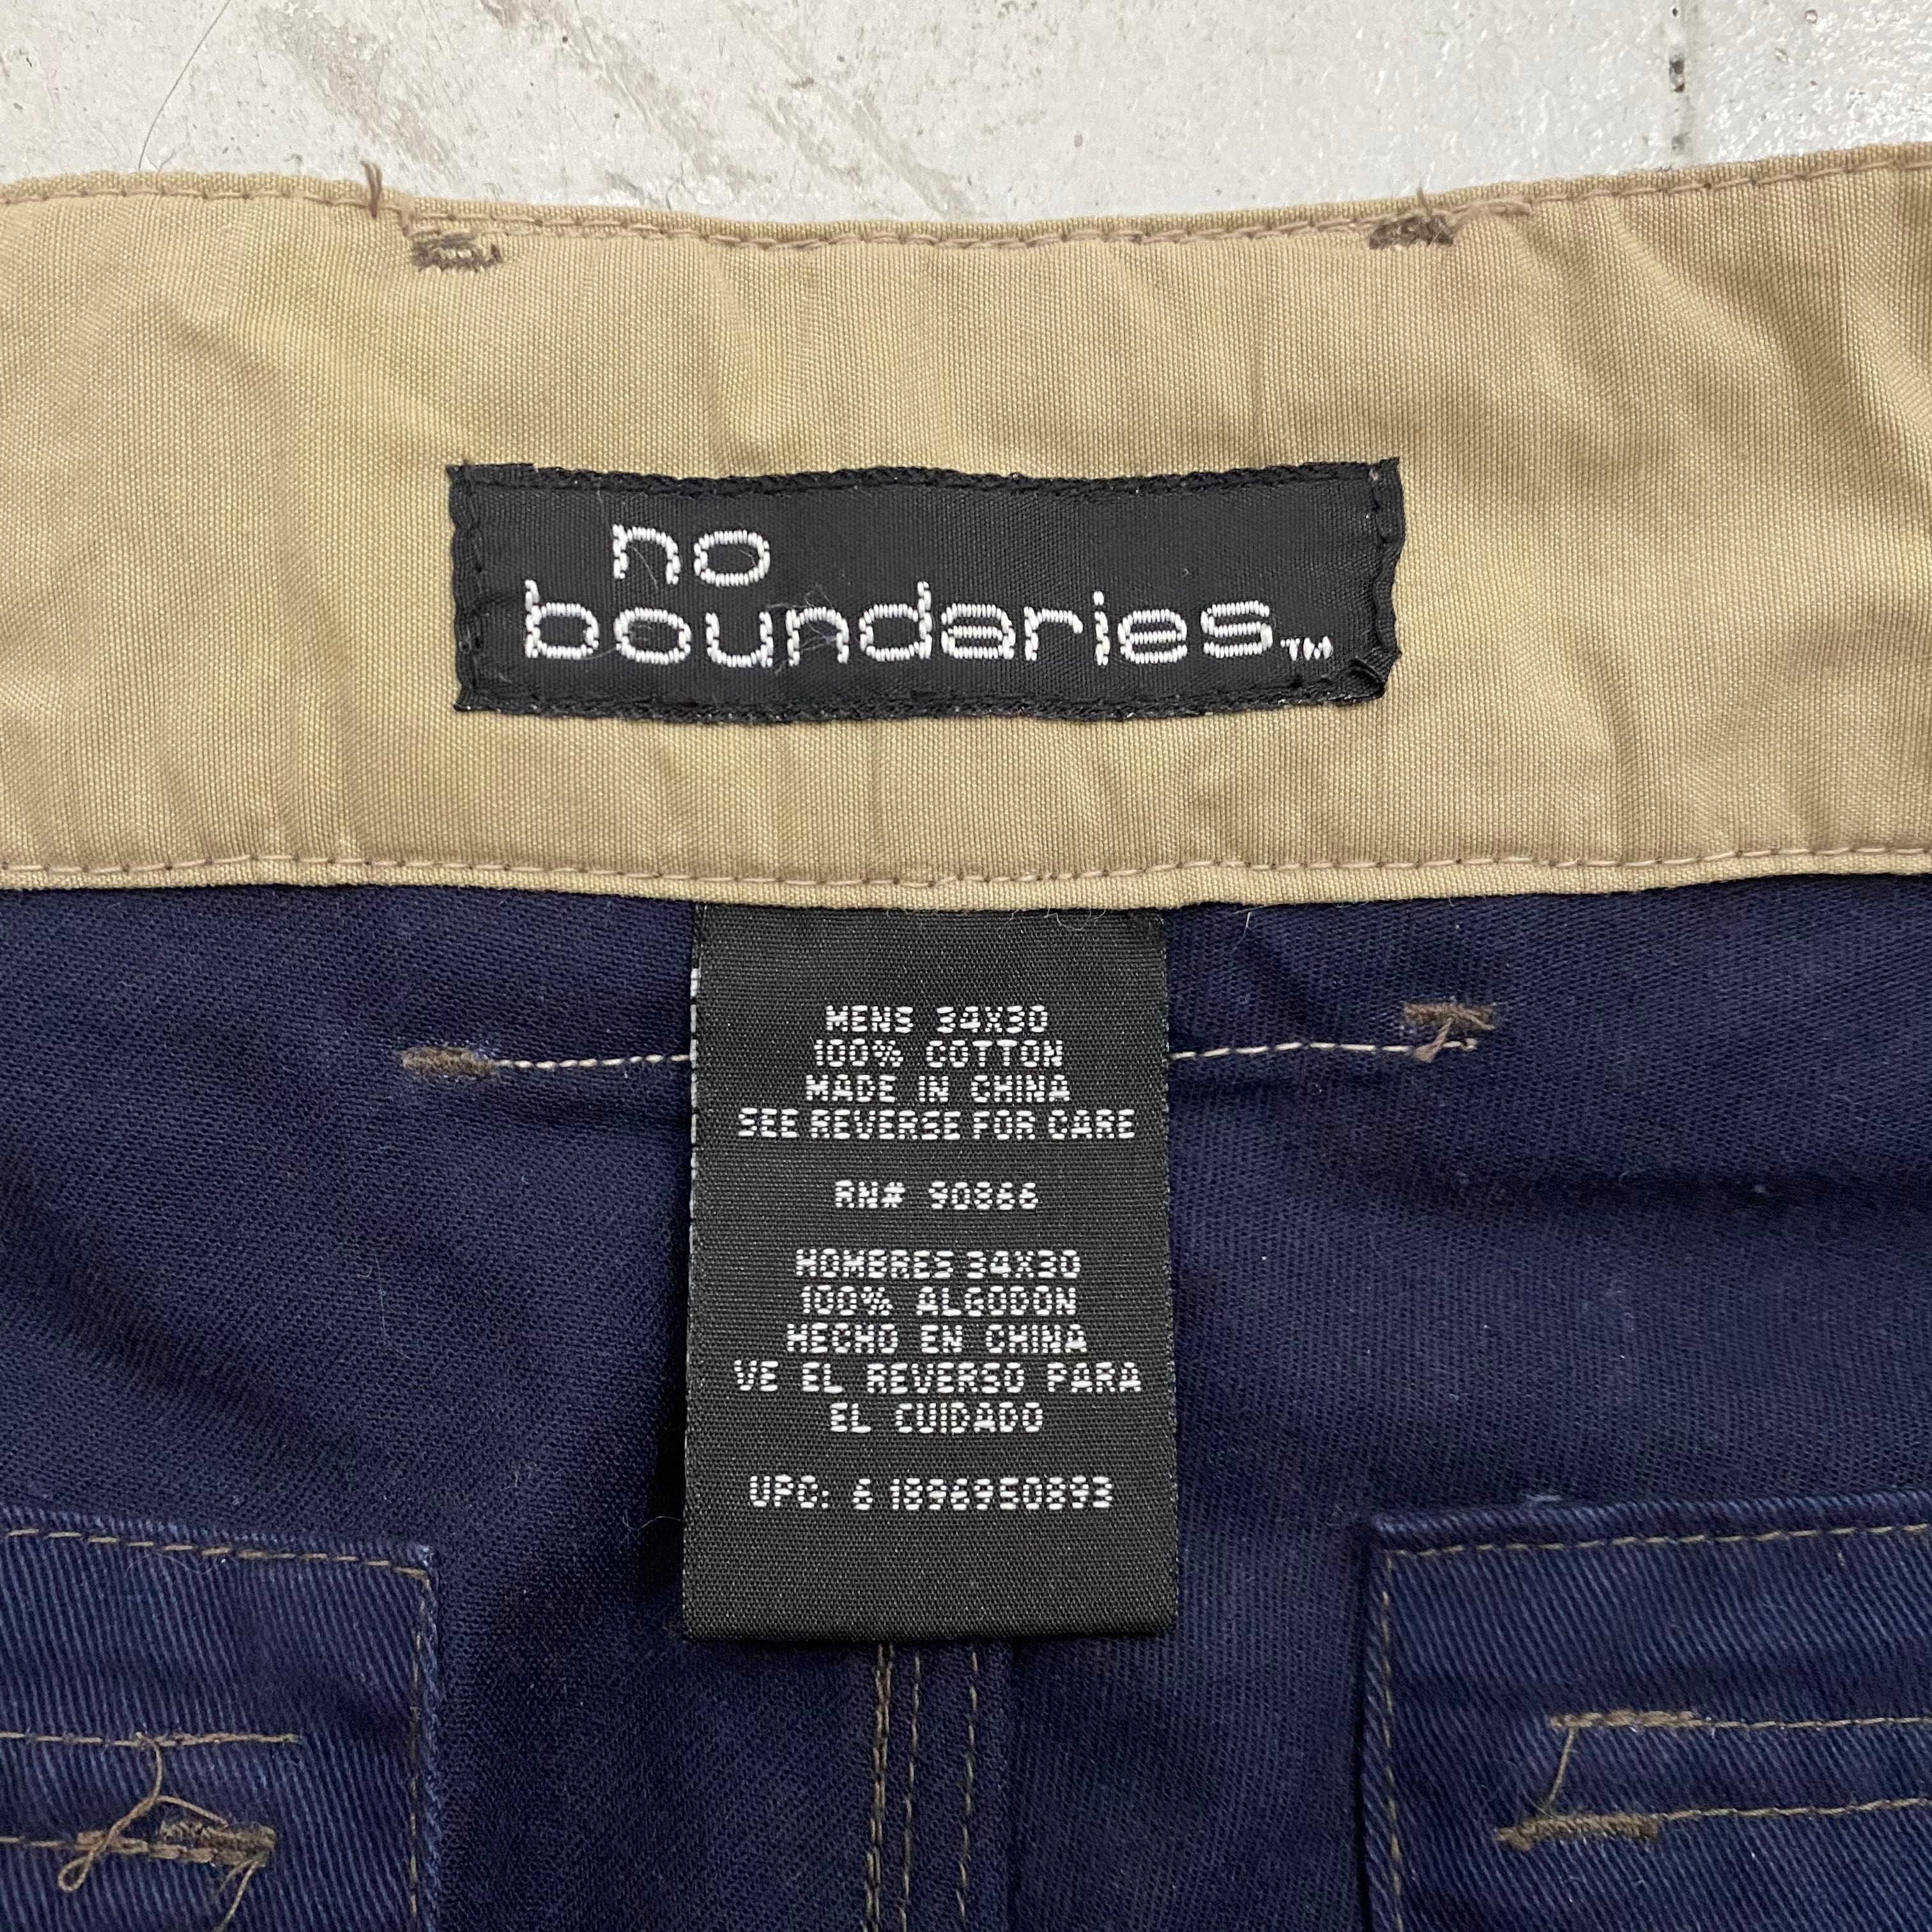 no
boundaries™
MENS 34X30
100% COTTON
MADE IN CHINA
SEE REVERSE FOR CARE
RN# 90866
HOMBRES 34X30
100% ALGODON
HECHO EN CHINA
VE EL REVERSO PARA
EL CUIDADO
UPC: 6 1896950893